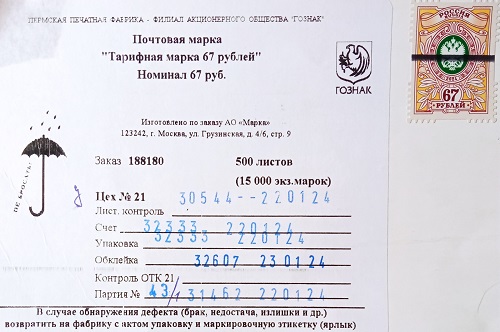 ПЕРМСКАЯ ПЕЧАТНАЯ ФАБРИКА - ФИЛИАЛ АКЦИОНЕРНОГО ОБЩЕСТВА "ГОЗНАК"
Почтовая марка
"Тарифная марка 67 рублей"
Номинал 67 руб.
ГОЗНАК
РОССИЯ
67
РУБЛЕЙ
Изготовлено по заказу АО «Марка»
123242, г. Москва, ул. Грузинская, д. 4/6, стр. 9
НЕ БРОСАТЬ!
Заказ 188180 500 листов
(15 000 экз.марок)
Цех № 21 30544--220124
Лист. контроль
Счет 32333 220124
Упаковка 32333 220124
Обклейка 32607 23 01 24
Контроль ОТК 21/
Партия № 43/1 31462 220124
В случае обнаружения дефекта (брак, недостача, излишки и др.)
возвратить на фабрику с актом упаковку и маркировочную этикетку (ярлык)